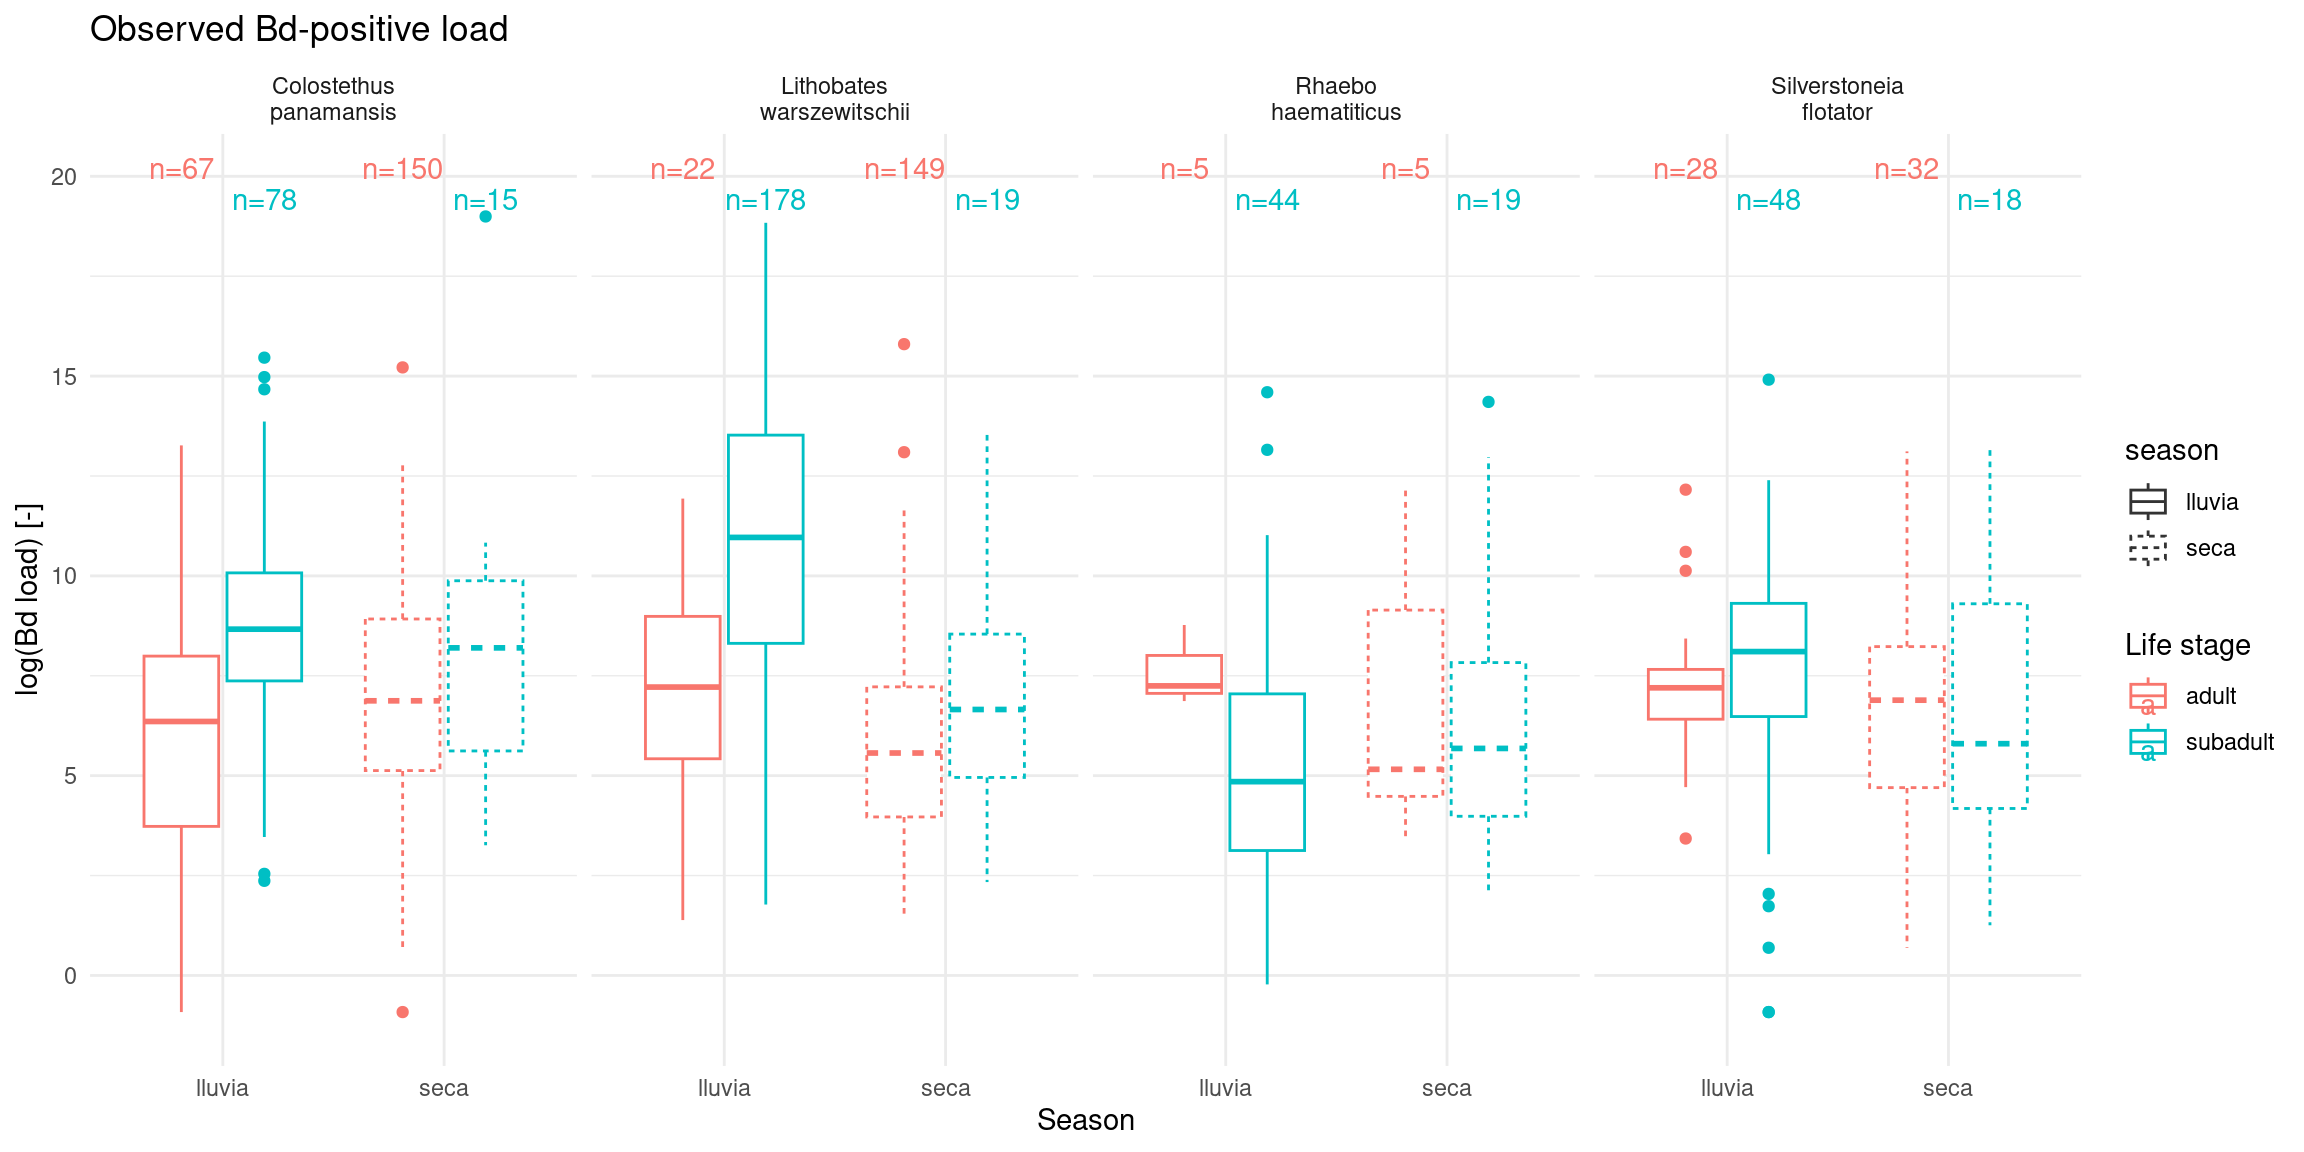 Observed Bd-positive load
Colostethus
panamansis
Lithobates
warszewitschii
Rhaebo
haematiticus
Silverstoneia
flotator
n=67
n=150
n=22
n=149
n=5
n=5
n=28
n=32
n=78
n=15
n=178
n=19
n=44
n=19
n=48
n=18
20
15
10
5
0
log(Bd load) [-]
lluvia
seca
lluvia
seca
lluvia
seca
lluvia
seca
Season
season
lluvia
seca
Life stage
a adult
a subadult